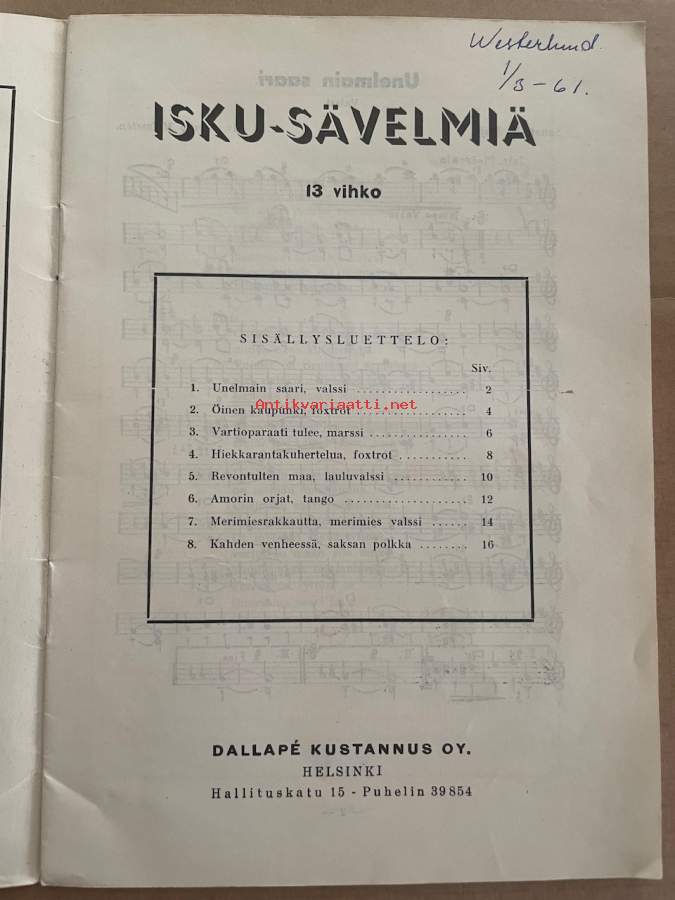 Westerlund.
1/3-61.
Unelmain saari
ISKU-SÄVELMIÄ
13 vihko
SISÄLLYSLUETTELO:
Siv.
1. Unelmain saari, valssi .................. 2
2. Öinen kaupunki, foxtrot .................. 4
Antikvariaatti.net
3. Vartioparaati tulee, marssi ................ 6
4. Hiekkarantakuhertelua, foxtrot ........... 8
5. Revontulten maa, lauluvalssi ............ 10
6. Amorin orjat, tango .................... 12
7. Merimiesrakkautta, merimies valssi ...... 14
8. Kahden venheessä, saksan polkka ........ 16
DALLAPÉ KUSTANNUS OY.
HELSINKI
Hallituskatu 15 - Puhelin 39854